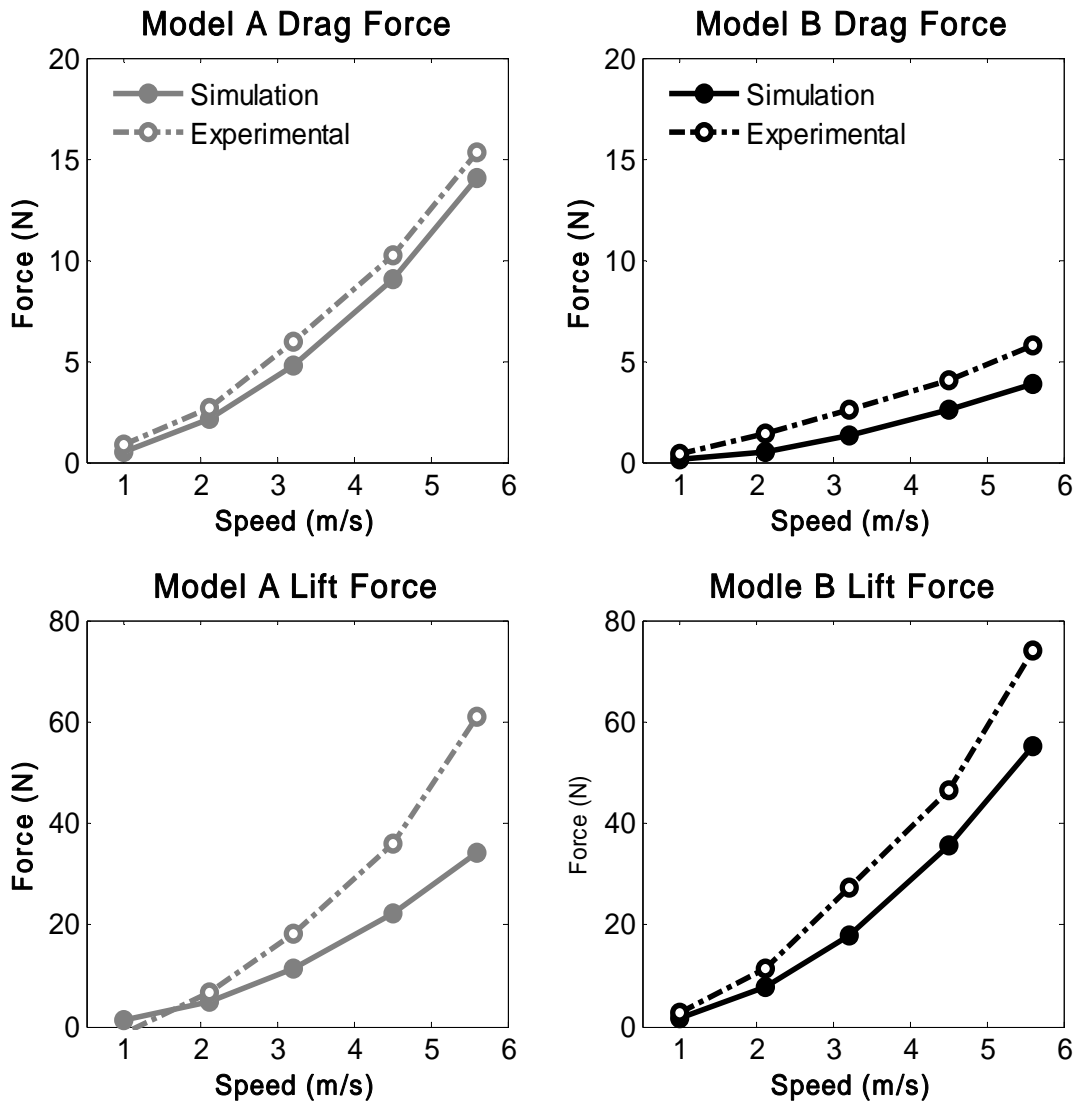 Model A Drag Force
20
15
10
5
0
Force (N)
Simulation
Experimental
1 2 3 4 5 6
Speed (m/s)
Model B Drag Force
20
15
10
5
0
Force (N)
Simulation
Experimental
1 2 3 4 5 6
Speed (m/s)
Model A Lift Force
80
60
40
20
0
Force (N)
1 2 3 4 5 6
Speed (m/s)
Modle B Lift Force
80
60
40
20
0
Force (N)
1 2 3 4 5 6
Speed (m/s)